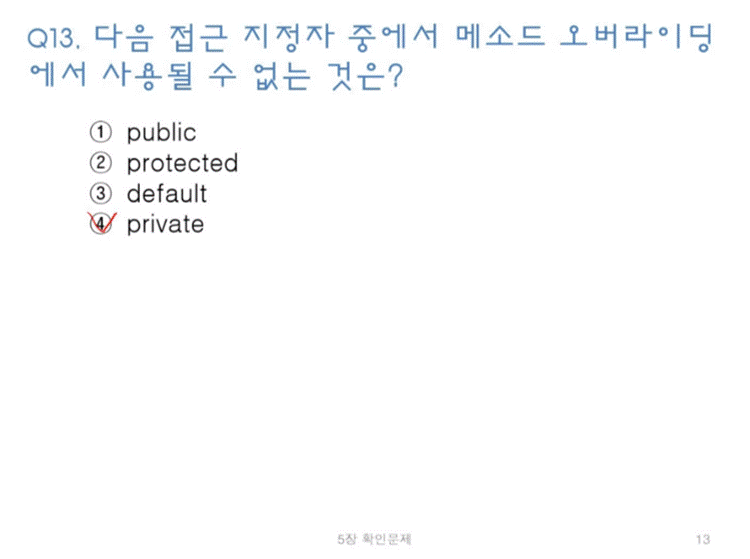 Q13. 다음 접근 지정자 중에서 메소드 오버라이딩
에서 사용될 수 없는 것은?
① public
② protected
③ default
④ private
5장 확인문제
13